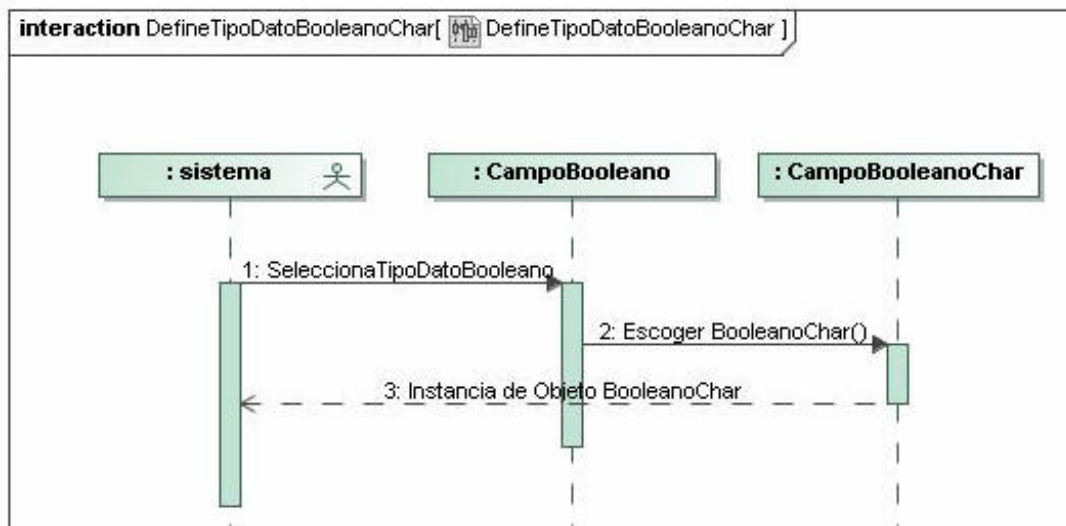 interaction DefineTipoDatoBooleanoChar[ DefineTipoDatoBooleanoChar ]
: sistema
: CampoBooleano
: CampoBooleanoChar
1: SeleccionaTipoDatoBooleano
2: Escoger BooleanoChar()
3: Instancia de Objeto BooleanoChar